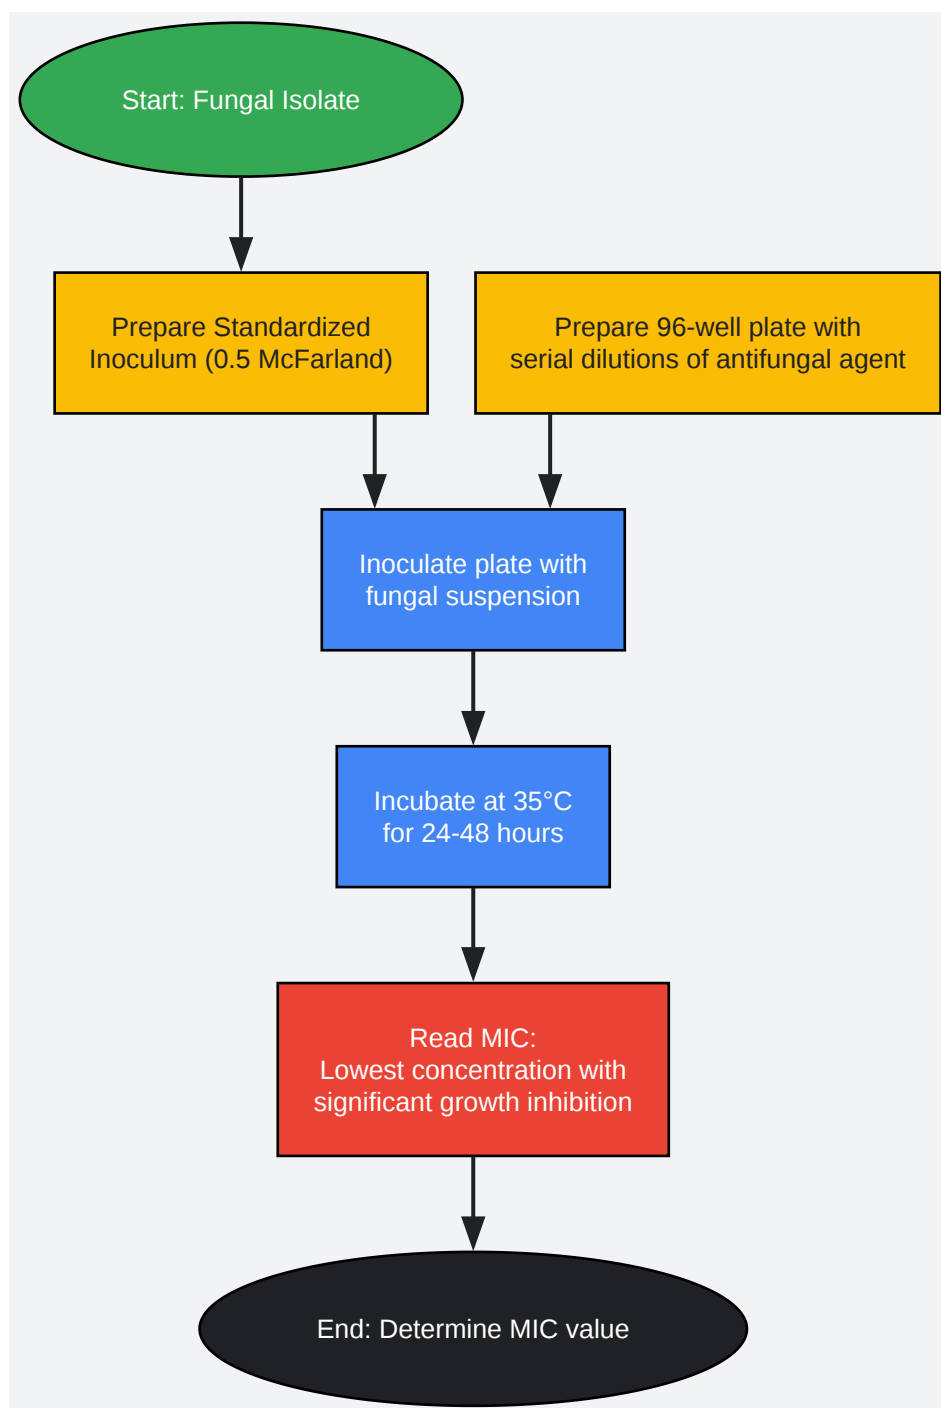 Start: Fungal Isolate
Prepare Standardized
Inoculum (0.5 McFarland)
Prepare 96-well plate with
serial dilutions of antifungal agent
Inoculate plate with
fungal suspension
Incubate at 35°C
for 24-48 hours
Read MIC:
Lowest concentration with
significant growth inhibition
End: Determine MIC value